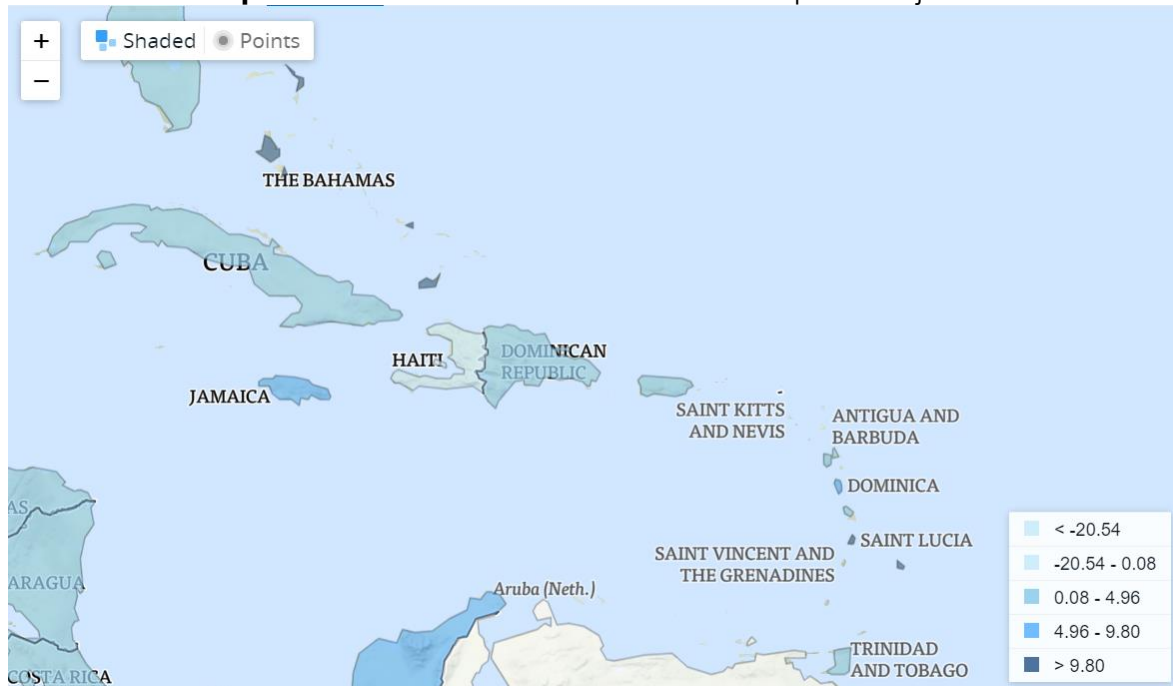 +
Shaded Points
−
THE BAHAMAS
CUBA
HAITI
DOMINICAN
REPUBLIC
JAMAICA
SAINT KITTS
AND NEVIS
ANTIGUA AND
BARBUDA
DOMINICA
AS
SAINT LUCIA
SAINT VINCENT AND
THE GRENADINES
ARAGUA
Aruba (Neth.)
TRINIDAD
AND TOBAGO
COSTA RICA
< -20.54
-20.54 - 0.08
0.08 - 4.96
4.96 - 9.80
> 9.80